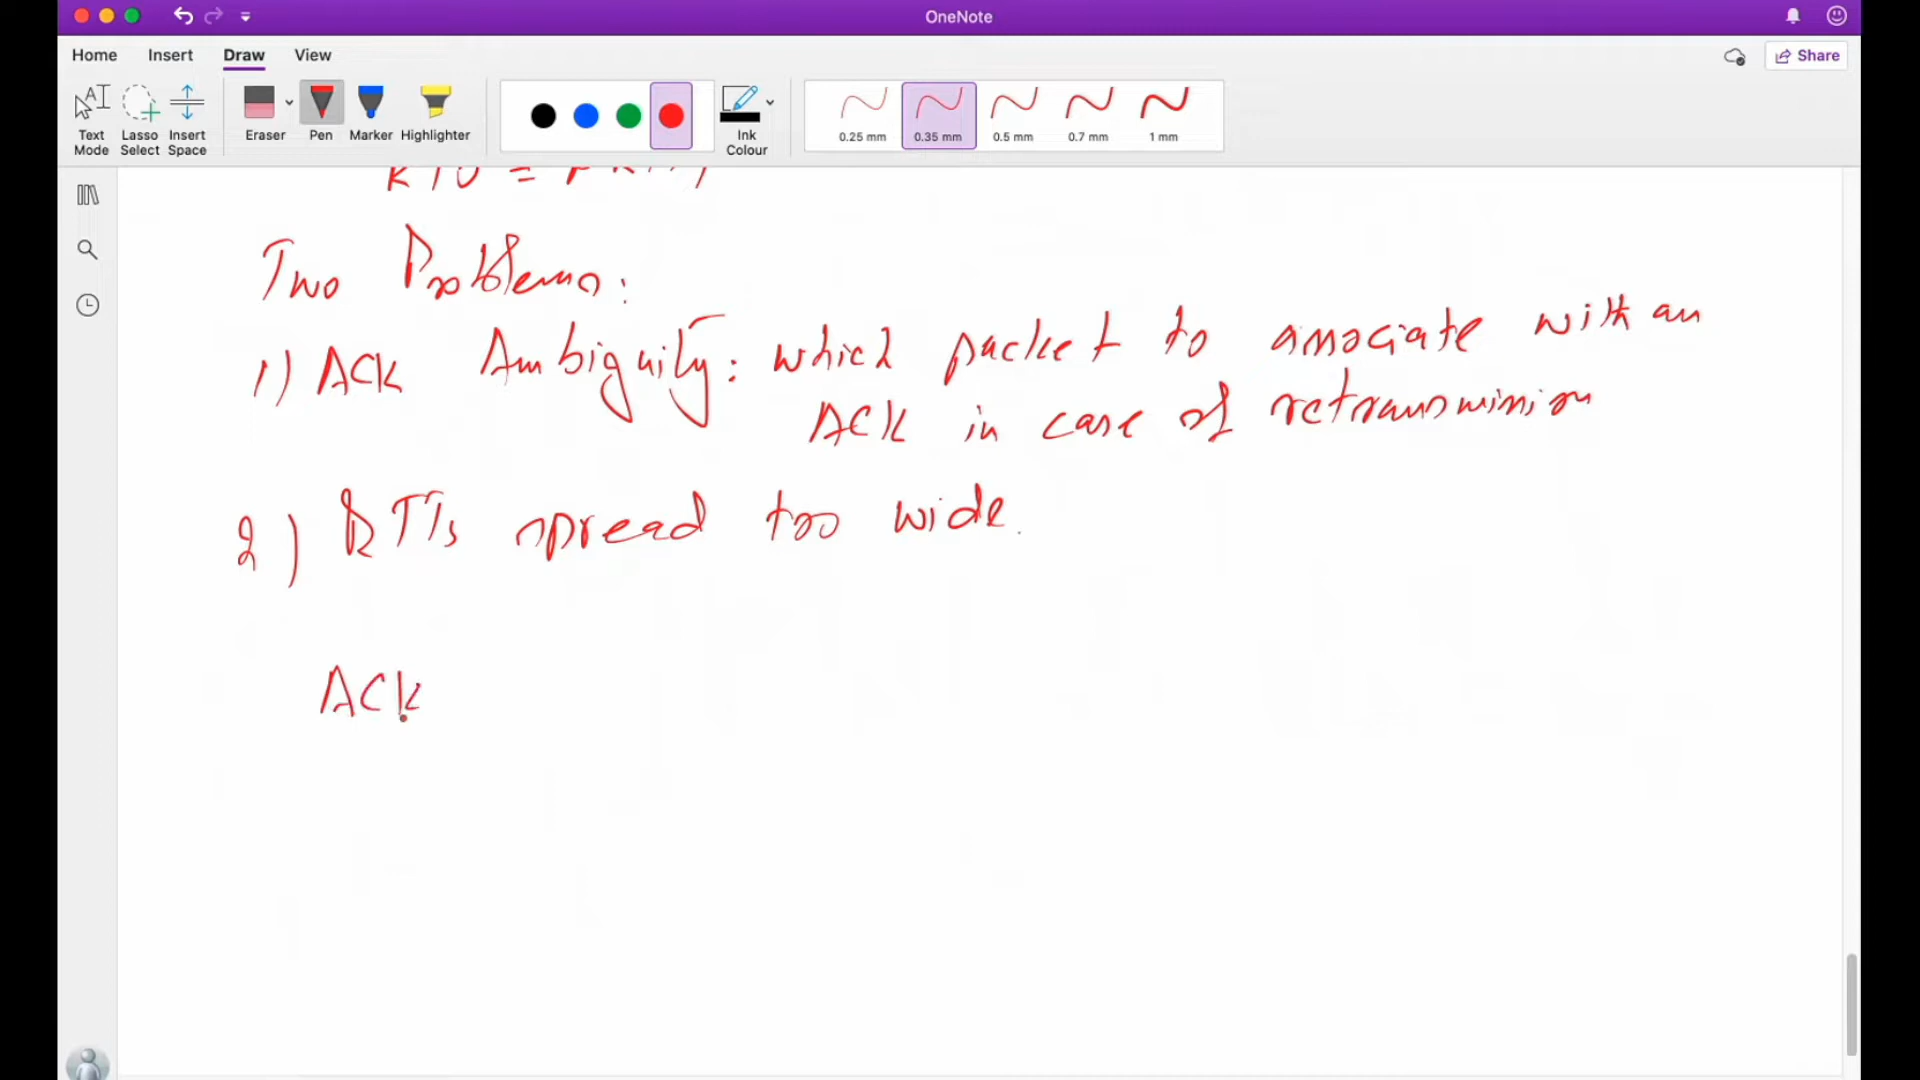 OneNote
Home Insert Draw View Share
Text Mode Lasso Select Insert Space Eraser Pen Marker Highlighter Ink Colour 0.25 mm 0.35 mm 0.5 mm 0.7 mm 1 mm
RTO =
Two Problems:
1) ACK Ambiguity: which packet to associate with an
ACK in case of retransmission
2) RTTs spread too wide.
ACK